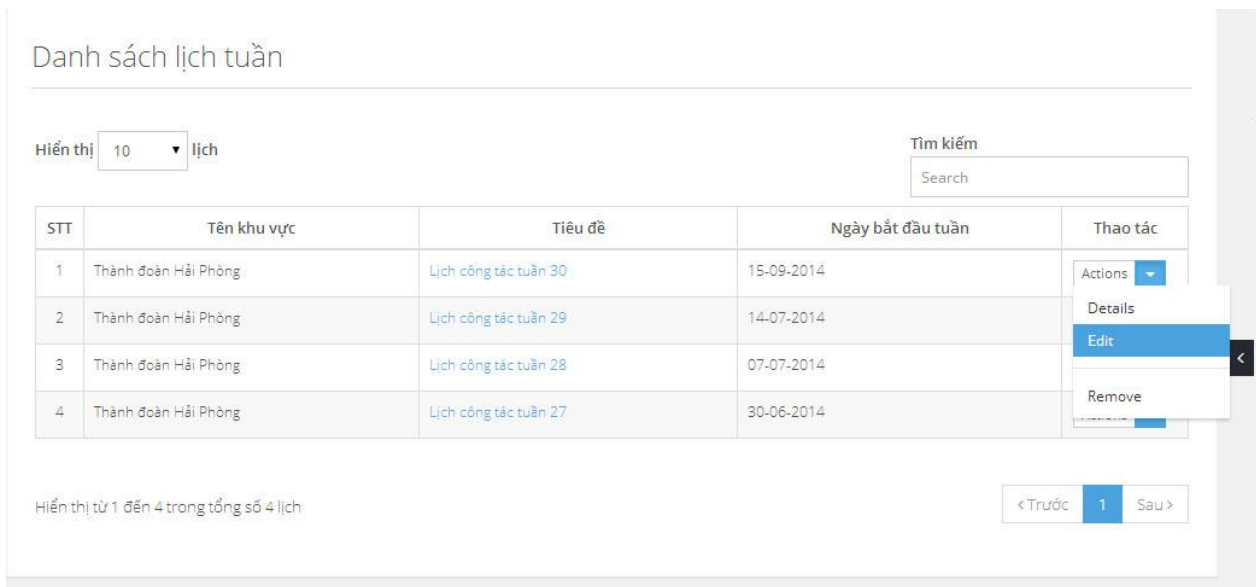 Danh sách lịch tuần
Hiển thị 10 lịch
Tìm kiếm
Search
STT Tên khu vực Tiêu đề Ngày bắt đầu tuần Thao tác
1 Thành đoàn Hải Phòng Lịch công tác tuần 30 15-09-2014 Actions
Details
2 Thành đoàn Hải Phòng Lịch công tác tuần 29 14-07-2014
Edit
3 Thành đoàn Hải Phòng Lịch công tác tuần 28 07-07-2014
Remove
4 Thành đoàn Hải Phòng Lịch công tác tuần 27 30-06-2014
Hiển thị từ 1 đến 4 trong tổng số 4 lịch
< Trước 1 Sau >